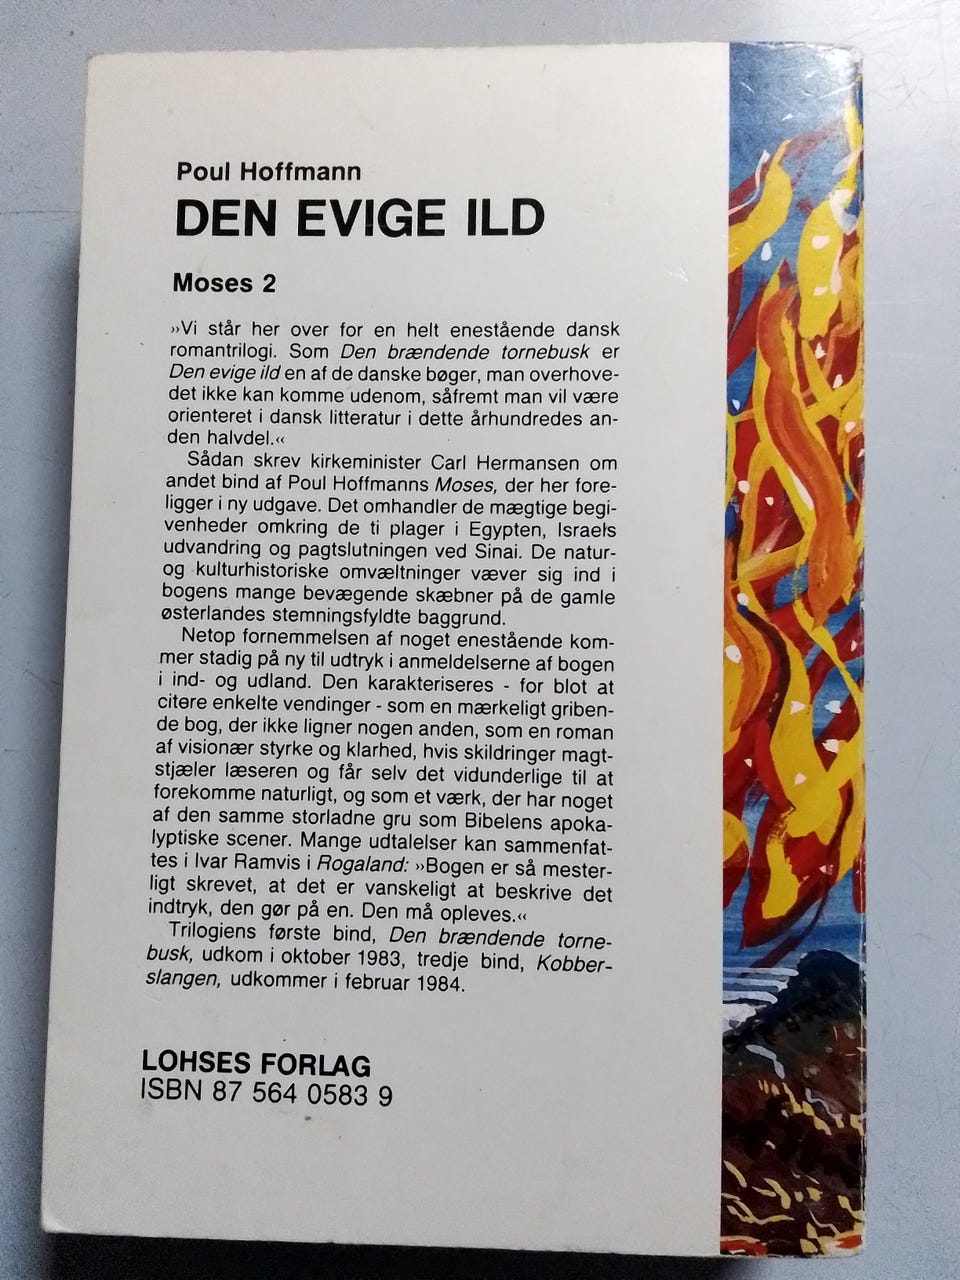 Poul Hoffmann
DEN EVIGE ILD
Moses 2
»Vi står her over for en helt enestående dansk
romantrilogi. Som Den brændende tornebusk er
Den evige ild en af de danske bøger, man overhove-
det ikke kan komme udenom, såfremt man vil være
orienteret i dansk litteratur i dette århundredes an-
den halvdel.«
Sådan skrev kirkeminister Carl Hermansen om
andet bind af Poul Hoffmanns Moses, der her fore-
ligger i ny udgave. Det omhandler de mægtige begi-
venheder omkring de ti plager i Egypten, Israels
udvandring og pagtslutningen ved Sinai. De natur-
og kulturhistoriske omvæltninger væver sig ind i
bogens mange bevægende skæbner på de gamle
østerlandes stemningsfyldte baggrund.
Netop fornemmelsen af noget enestående kom-
mer stadig på ny til udtryk i anmeldelserne af bogen
i ind- og udland. Den karakteriseres - for blot at
citere enkelte vendinger - som en mærkeligt griben-
de bog, der ikke ligner nogen anden, som en roman
af visionær styrke og klarhed, hvis skildringer magt-
stjæler læseren og får selv det vidunderlige til at
forekomme naturligt, og som et værk, der har noget
af den samme storladne gru som Bibelens apoka-
lyptiske scener. Mange udtalelser kan sammenfat-
tes i Ivar Ramvis i Rogaland: »Bogen er så mester-
ligt skrevet, at det er vanskeligt at beskrive det
indtryk, den gør på en. Den må opleves.«
Trilogiens første bind, Den brændende torne-
busk, udkom i oktober 1983, tredje bind, Kobber-
slangen, udkommer i februar 1984.
LOHSES FORLAG
ISBN 87 564 0583 9